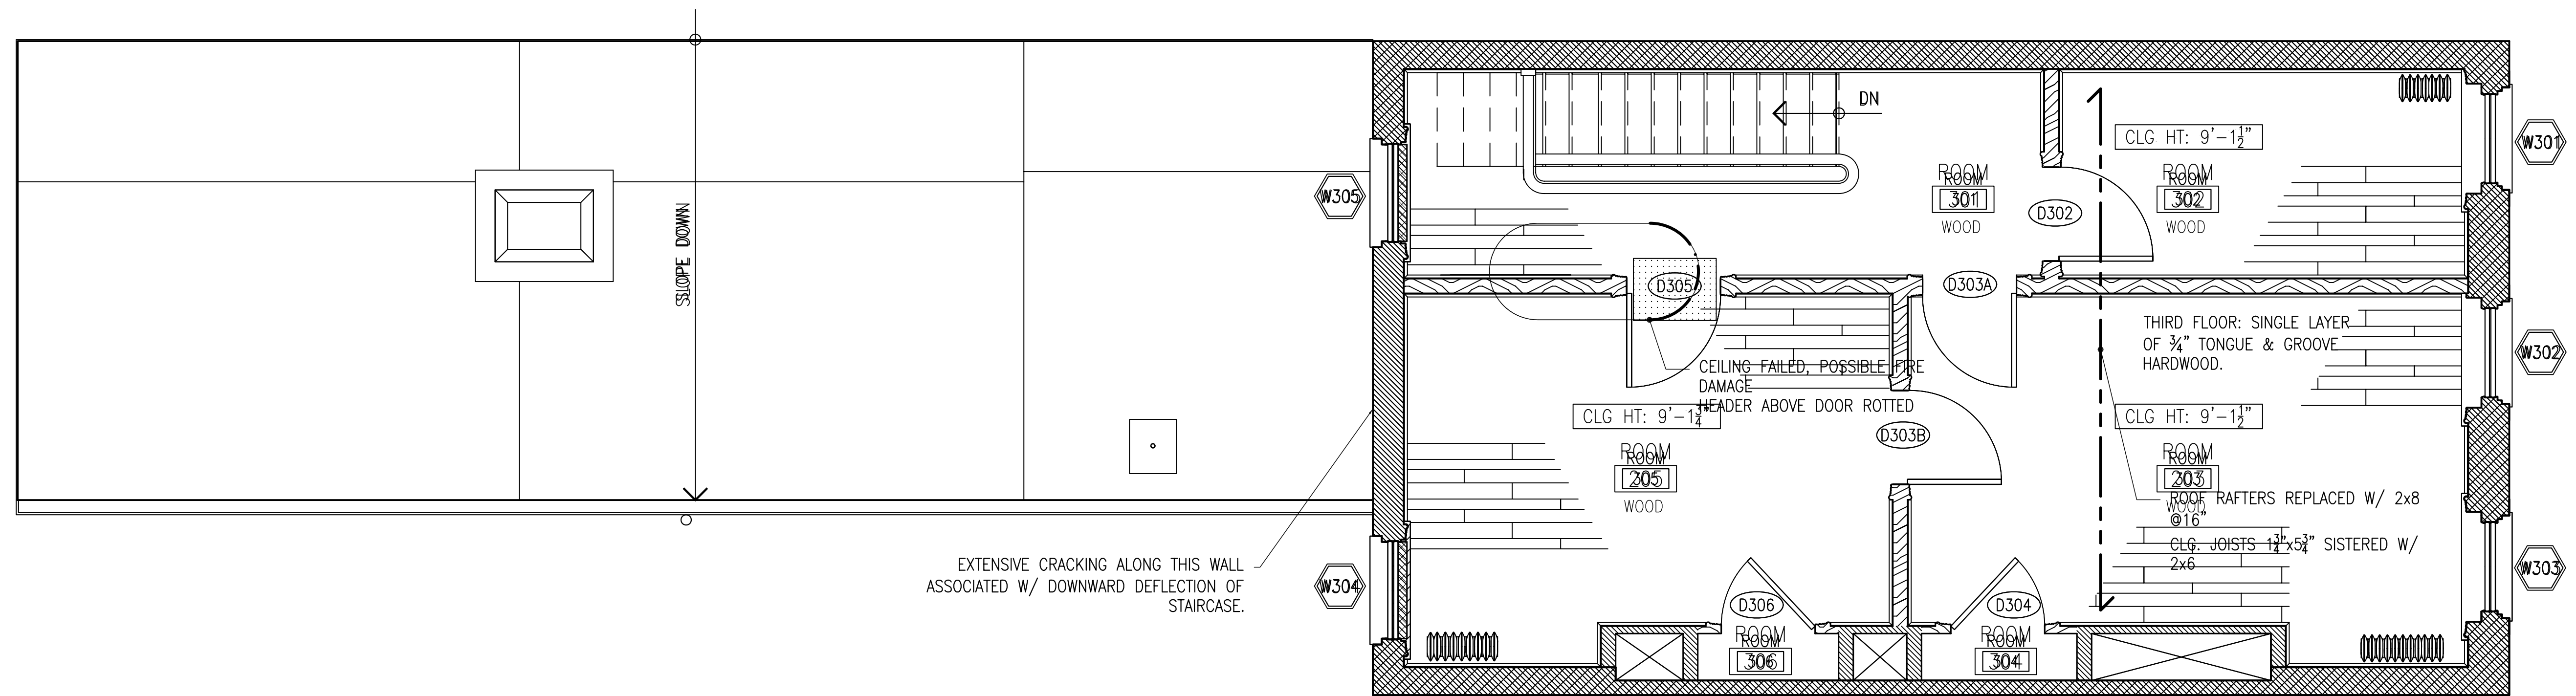 DN
CLG HT: 9'-1½"
W301
ROOM
301
WOOD
ROOM
302
WOOD
D302
W305
SLOPE DOWN
D305
D303A
THIRD FLOOR: SINGLE LAYER
OF ¾" TONGUE & GROOVE
HARDWOOD.
W302
CEILING FAILED, POSSIBLE FIRE
DAMAGE
HEADER ABOVE DOOR ROTTED
CLG HT: 9'-1¾"
CLG HT: 9'-1½"
D303B
ROOM
WOOD
ROOM
WOOD
ROOF RAFTERS REPLACED W/ 2x8
@16"
CLG. JOISTS 1¾"x5¾" SISTERED W/
2x6
EXTENSIVE CRACKING ALONG THIS WALL
ASSOCIATED W/ DOWNWARD DEFLECTION OF
STAIRCASE.
W304
W303
D306
D304
ROOM
306
ROOM
304